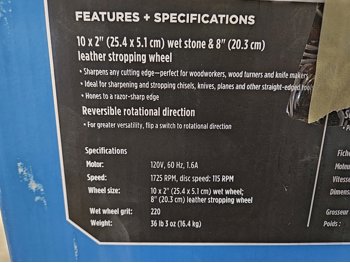 FEATURES + SPECIFICATIONS
10 x 2" (25.4 x 5.1 cm) wet stone & 8" (20.3 cm)
leather stropping wheel
• Sharpens any cutting edge—perfect for woodworkers, wood turners and knife makers
• Ideal for sharpening and stropping chisels, knives, planes and other straight-edged
• Hones to a razor-sharp edge
Reversible rotational direction
• For greater versatility, flip a switch to rotational direction
Specifications
Motor: 120V, 60 Hz, 1.6A
Speed: 1725 RPM, disc speed: 115 RPM
Wheel size: 10 x 2" (25.4 x 5.1 cm) wet wheel;
8" (20.3 cm) leather stropping wheel
Wet wheel grit: 220
Weight: 36 lb 3 oz (16.4 kg)
Fiche
Moteu
Vitesse
Dimens
Grosseur
Poids :